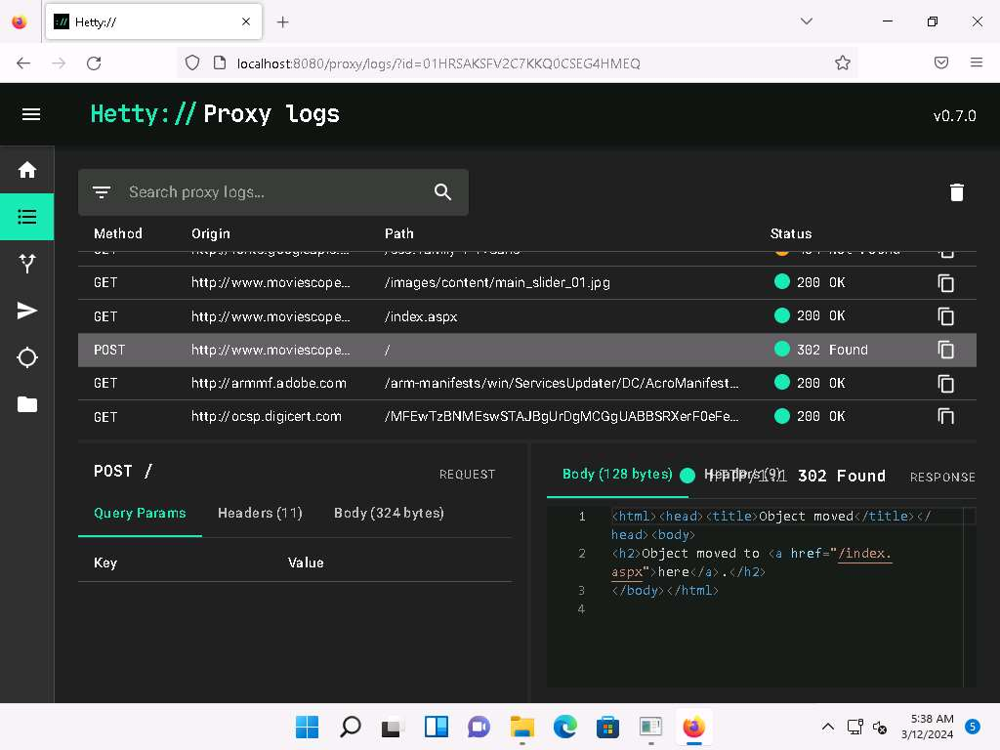 Hetty://
localhost:8080/proxy/logs/?id=01HRSAKSFV2C7KKQ0CSEG4HMEQ
Hetty:// Proxy logs
v0.7.0
Search proxy logs...
Method Origin Path Status
GET http://www.moviescope... /images/content/main_slider_01.jpg 200 OK
GET http://www.moviescope... /index.aspx 200 OK
POST http://www.moviescope... / 302 Found
GET http://armmf.adobe.com /arm-manifests/win/ServicesUpdater/DC/AcroManifest... 200 OK
GET http://ocsp.digicert.com /MFEwTzBNMEswSTAJBgUrDgMCGgUABBSRXerF0eFe... 200 OK
POST /
REQUEST
Query Params Headers (11) Body (324 bytes)
Key Value
Body (128 bytes) Headers (9) HTTP/1.1 302 Found RESPONSE
1 <html><head><title>Object moved</title></
head><body>
2 <h2>Object moved to <a href="/index.
aspx">here</a>.</h2>
3 </body></html>
4
5:38 AM
3/12/2024
5